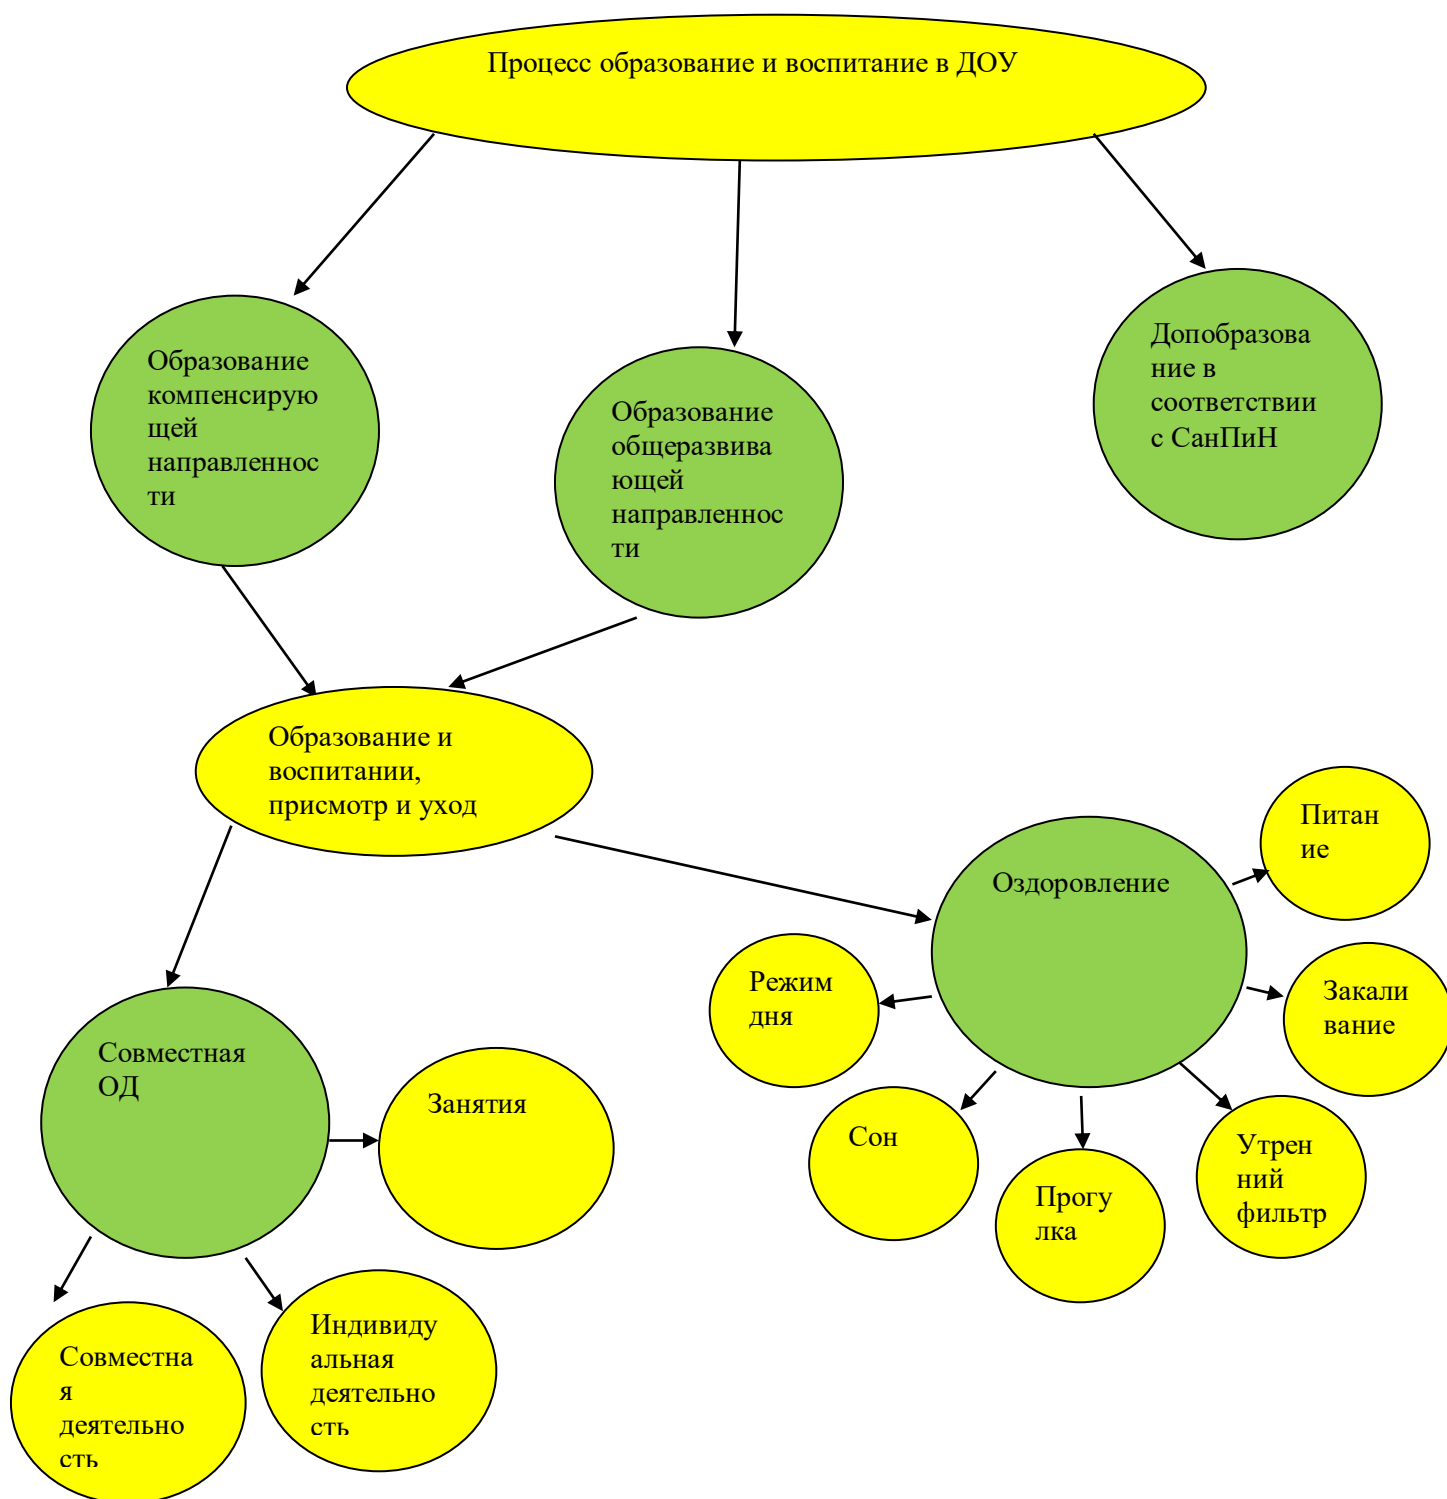 Процесс образование и воспитание в ДОУ
Образование
компенсирую
щей
направленнос
ти
Образование
общеразвива
ющей
направленнос
ти
Допобразова
ние в
соответствии
с СанПиН
Образование и
воспитании,
присмотр и уход
Питан
ие
Оздоровление
Режим
дня
Закали
вание
Совместная
ОД
Занятия
Сон
Прогу
лка
Утрен
ний
фильтр
Совместна
я
деятельно
сть
Индивиду
альная
деятельно
сть